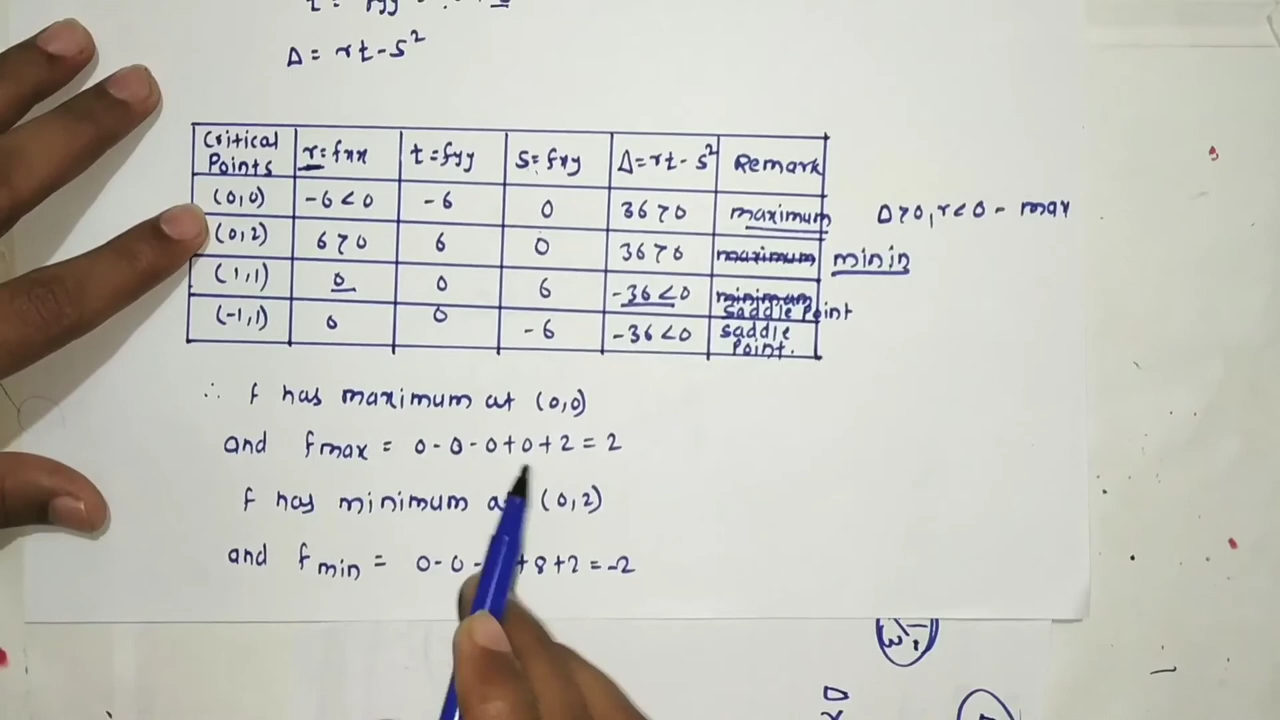 Δ = rt - s²
Critical Points r = fxx t = fyy s = fxy Δ = rt - s² Remark
(0,0) -6 < 0 -6 0 36 > 0 maximum Δ > 0, r < 0 - max
(0,2) 6 > 0 6 0 36 > 0 maximum minim
(1,1) 0 0 6 -36 < 0 minimum saddle Point
(-1,1) 0 0 -6 -36 < 0 saddle Point.
∴ f has maximum at (0,0)
and fmax = 0 - 0 - 0 + 0 + 2 = 2
f has minimum at (0,2)
and fmin = 0 - 0 - + 8 + 2 = -2